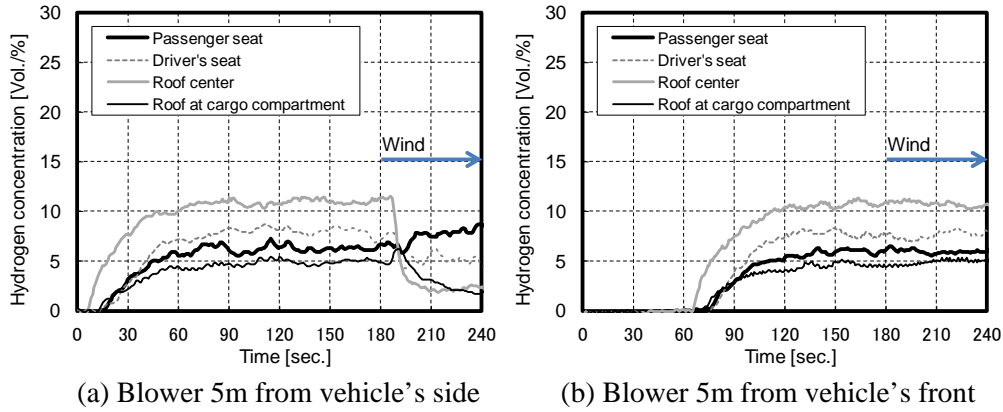 Hydrogen concentration [Vol./%]
30
25
20
15
10
5
0
Passenger seat
Driver's seat
Roof center
Roof at cargo compartment
Wind
0 30 60 90 120 150 180 210 240
Time [sec.]
(a) Blower 5m from vehicle’s side
Hydrogen concentration [Vol./%]
30
25
20
15
10
5
0
Passenger seat
Driver's seat
Roof center
Roof at cargo compartment
Wind
0 30 60 90 120 150 180 210 240
Time [sec.]
(b) Blower 5m from vehicle’s front